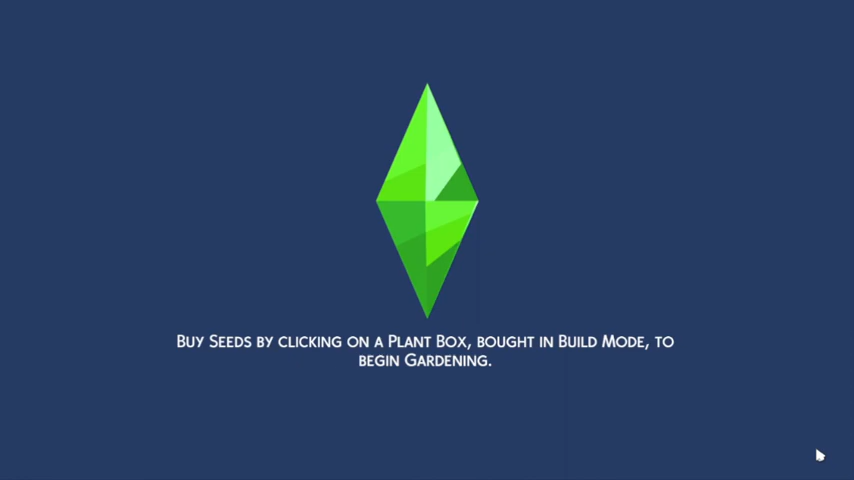 Buy Seeds by clicking on a Plant Box, bought in Build Mode, to
begin Gardening.